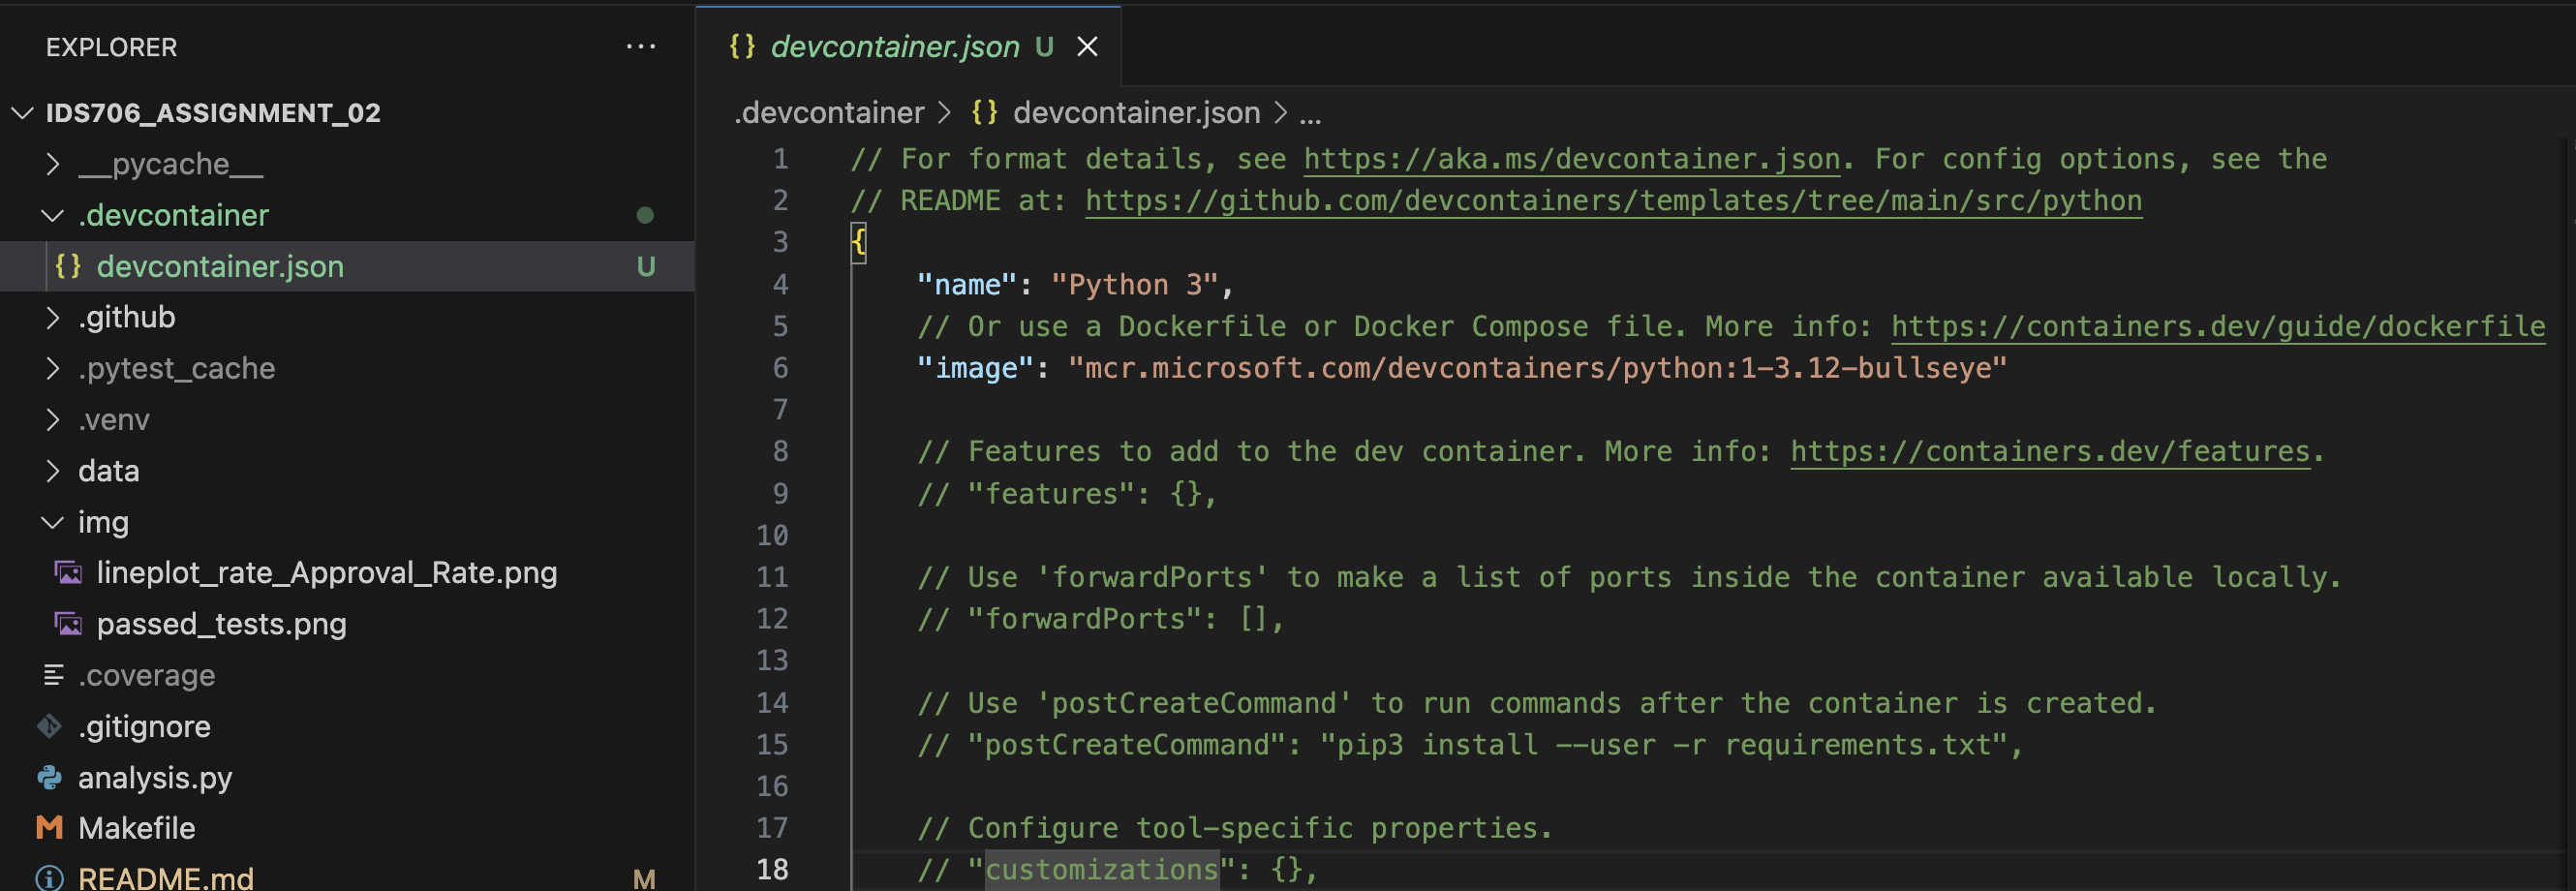 EXPLORER
IDS706_ASSIGNMENT_02
__pycache__
.devcontainer
{} devcontainer.json U
.github
.pytest_cache
.venv
data
img
lineplot_rate_Approval_Rate.png
passed_tests.png
.coverage
.gitignore
analysis.py
Makefile
README.md M
{} devcontainer.json U
.devcontainer > {} devcontainer.json > ...
1 // For format details, see https://aka.ms/devcontainer.json. For config options, see the
2 // README at: https://github.com/devcontainers/templates/tree/main/src/python
3 {
4 "name": "Python 3",
5 // Or use a Dockerfile or Docker Compose file. More info: https://containers.dev/guide/dockerfile
6 "image": "mcr.microsoft.com/devcontainers/python:1-3.12-bullseye"
7
8 // Features to add to the dev container. More info: https://containers.dev/features.
9 // "features": {},
10
11 // Use 'forwardPorts' to make a list of ports inside the container available locally.
12 // "forwardPorts": [],
13
14 // Use 'postCreateCommand' to run commands after the container is created.
15 // "postCreateCommand": "pip3 install --user -r requirements.txt",
16
17 // Configure tool-specific properties.
18 // "customizations": {},